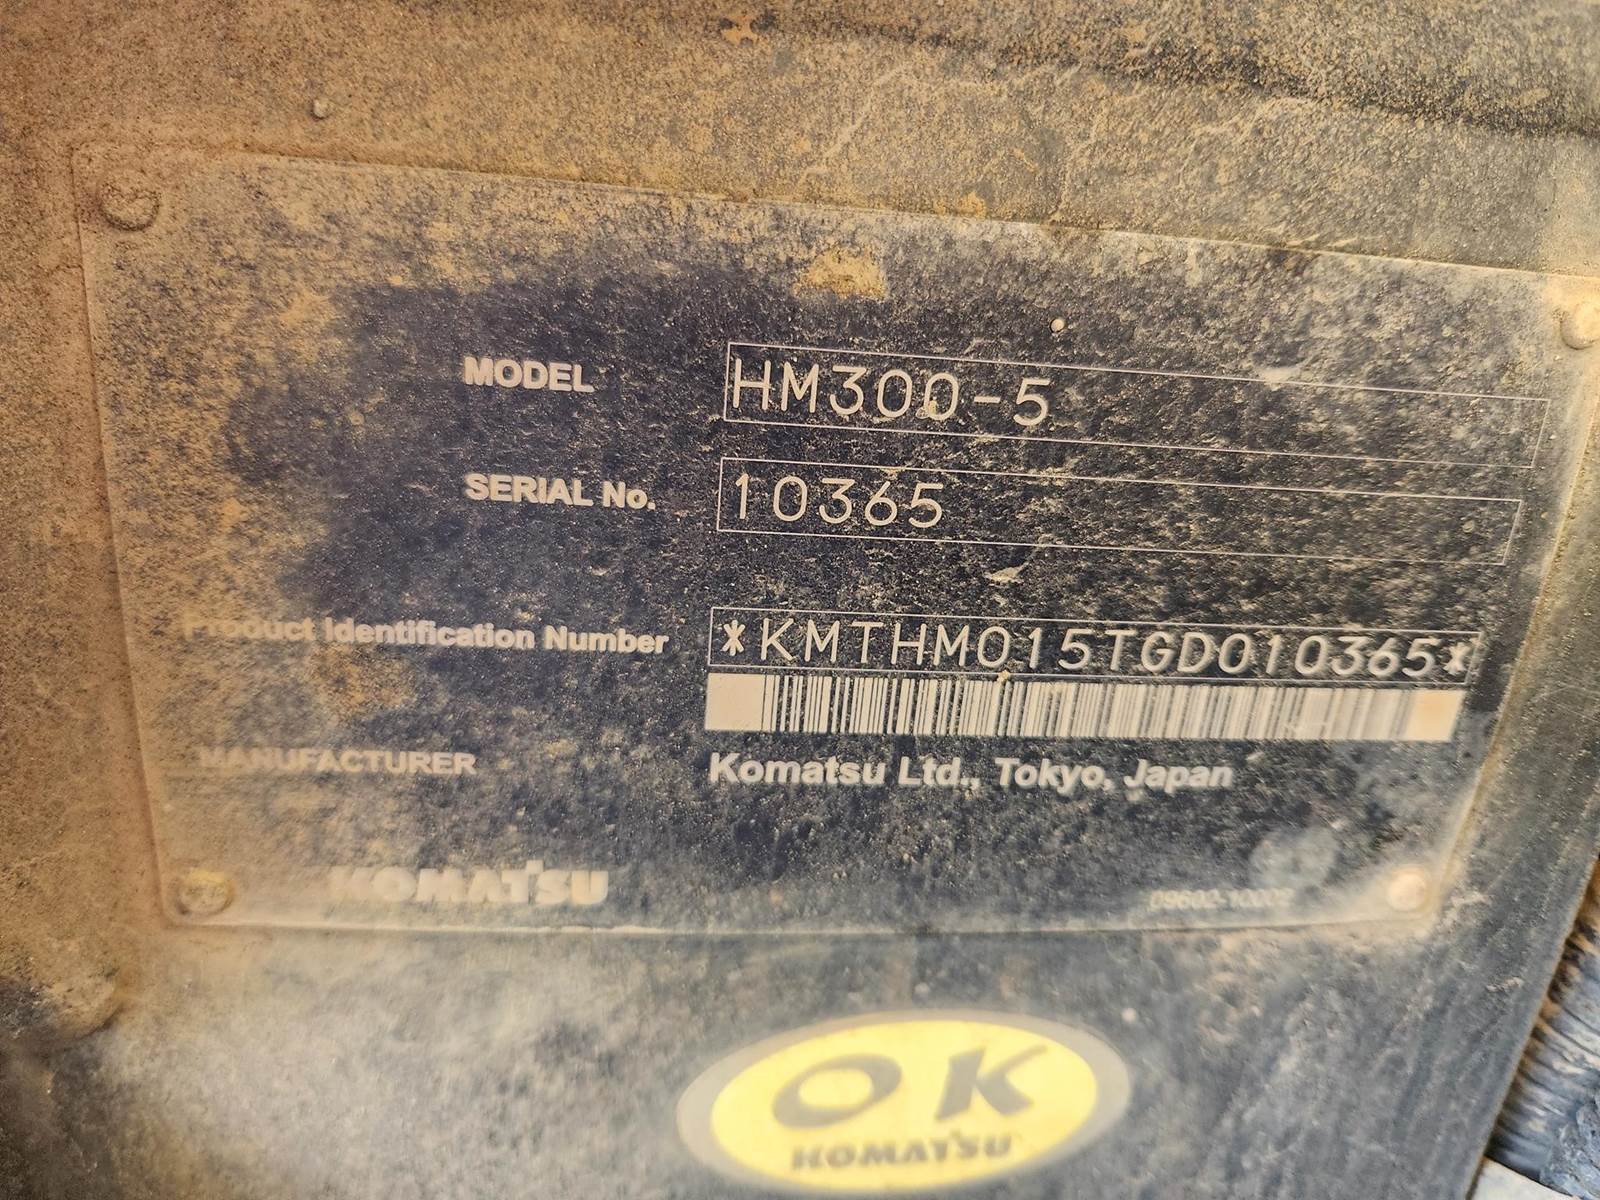 MODEL HM300-5
SERIAL No. 10365
Product Identification Number *KMTHM015TGD010365*
MANUFACTURER Komatsu Ltd., Tokyo, Japan
KOMATSU
OK
KOMATSU